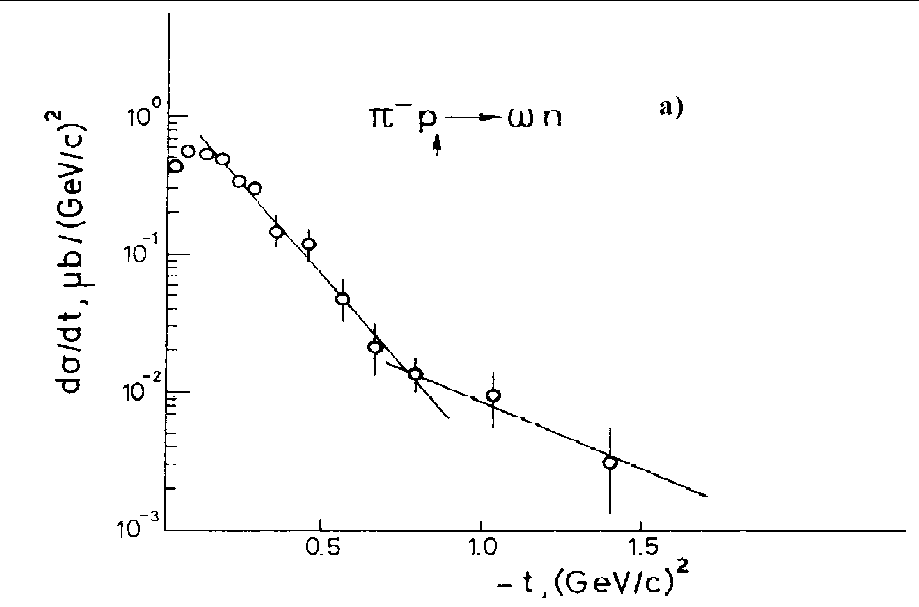 π⁻p → ωn
a)
dσ/dt, μb/(GeV/c)²
10⁰
10⁻¹
10⁻²
10⁻³
0.5 1.0 1.5
– t, (GeV/c)²